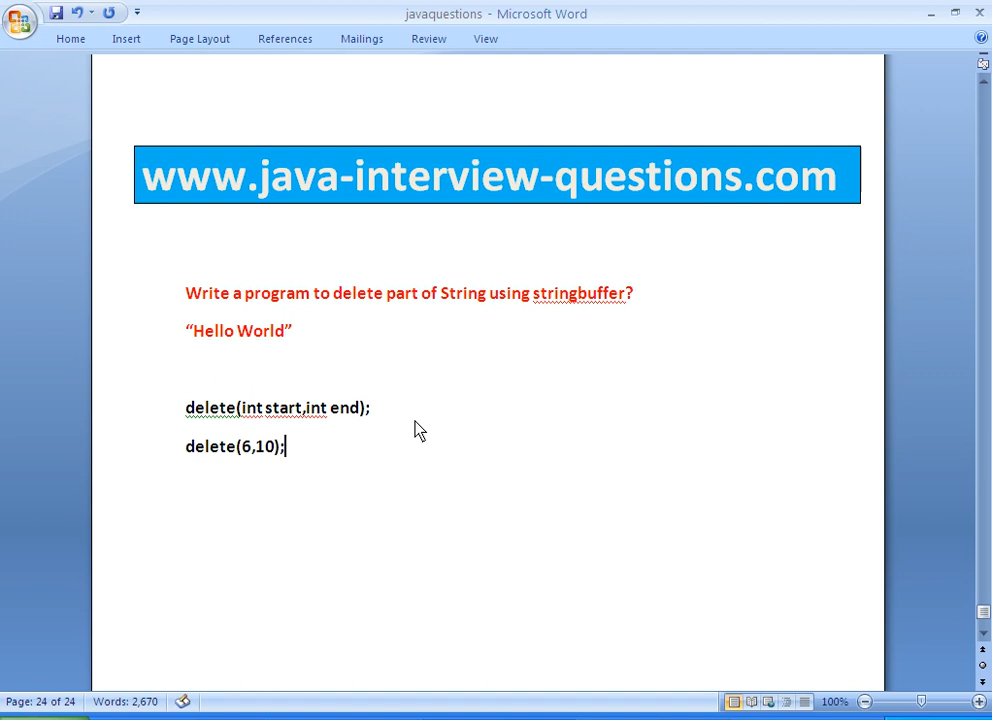 javaquestions - Microsoft Word
Home Insert Page Layout References Mailings Review View
www.java-interview-questions.com
Write a program to delete part of String using stringbuffer?
“Hello World”
delete(int start,int end);
delete(6,10);
Page: 24 of 24 Words: 2,670 100%